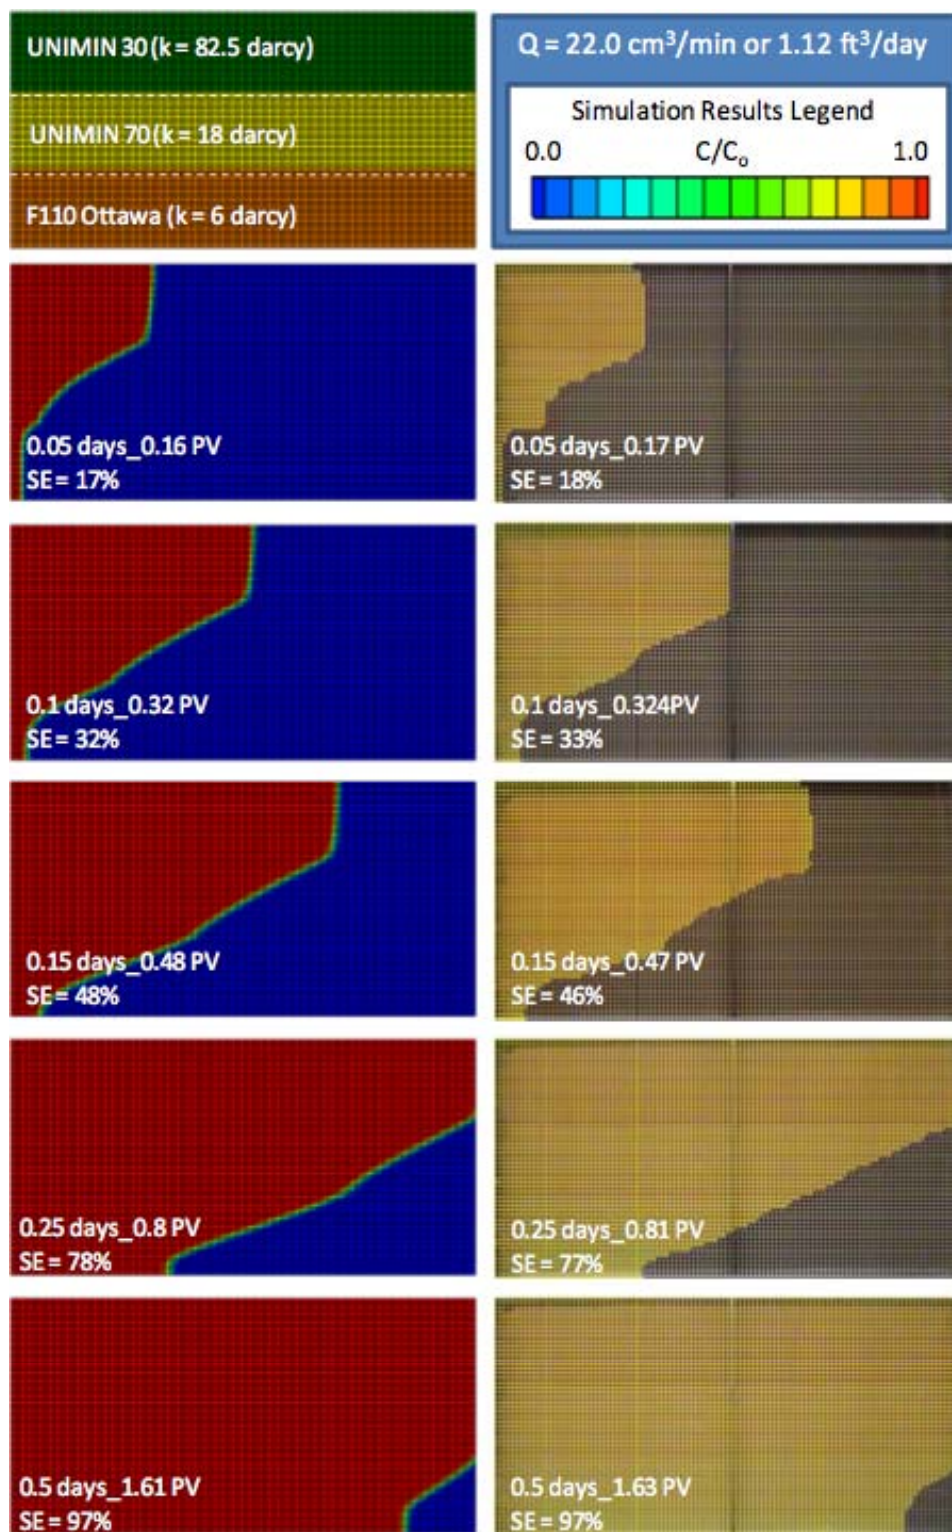 UNIMIN 30 (k = 82.5 darcy)
UNIMIN 70 (k = 18 darcy)
F110 Ottawa (k = 6 darcy)
Q = 22.0 cm³/min or 1.12 ft³/day
Simulation Results Legend
0.0 C/Cₒ 1.0
0.05 days_0.16 PV
SE = 17%
0.05 days_0.17 PV
SE = 18%
0.1 days_0.32 PV
SE = 32%
0.1 days_0.324PV
SE = 33%
0.15 days_0.48 PV
SE = 48%
0.15 days_0.47 PV
SE = 46%
0.25 days_0.8 PV
SE = 78%
0.25 days_0.81 PV
SE = 77%
0.5 days_1.61 PV
SE = 97%
0.5 days_1.63 PV
SE = 97%